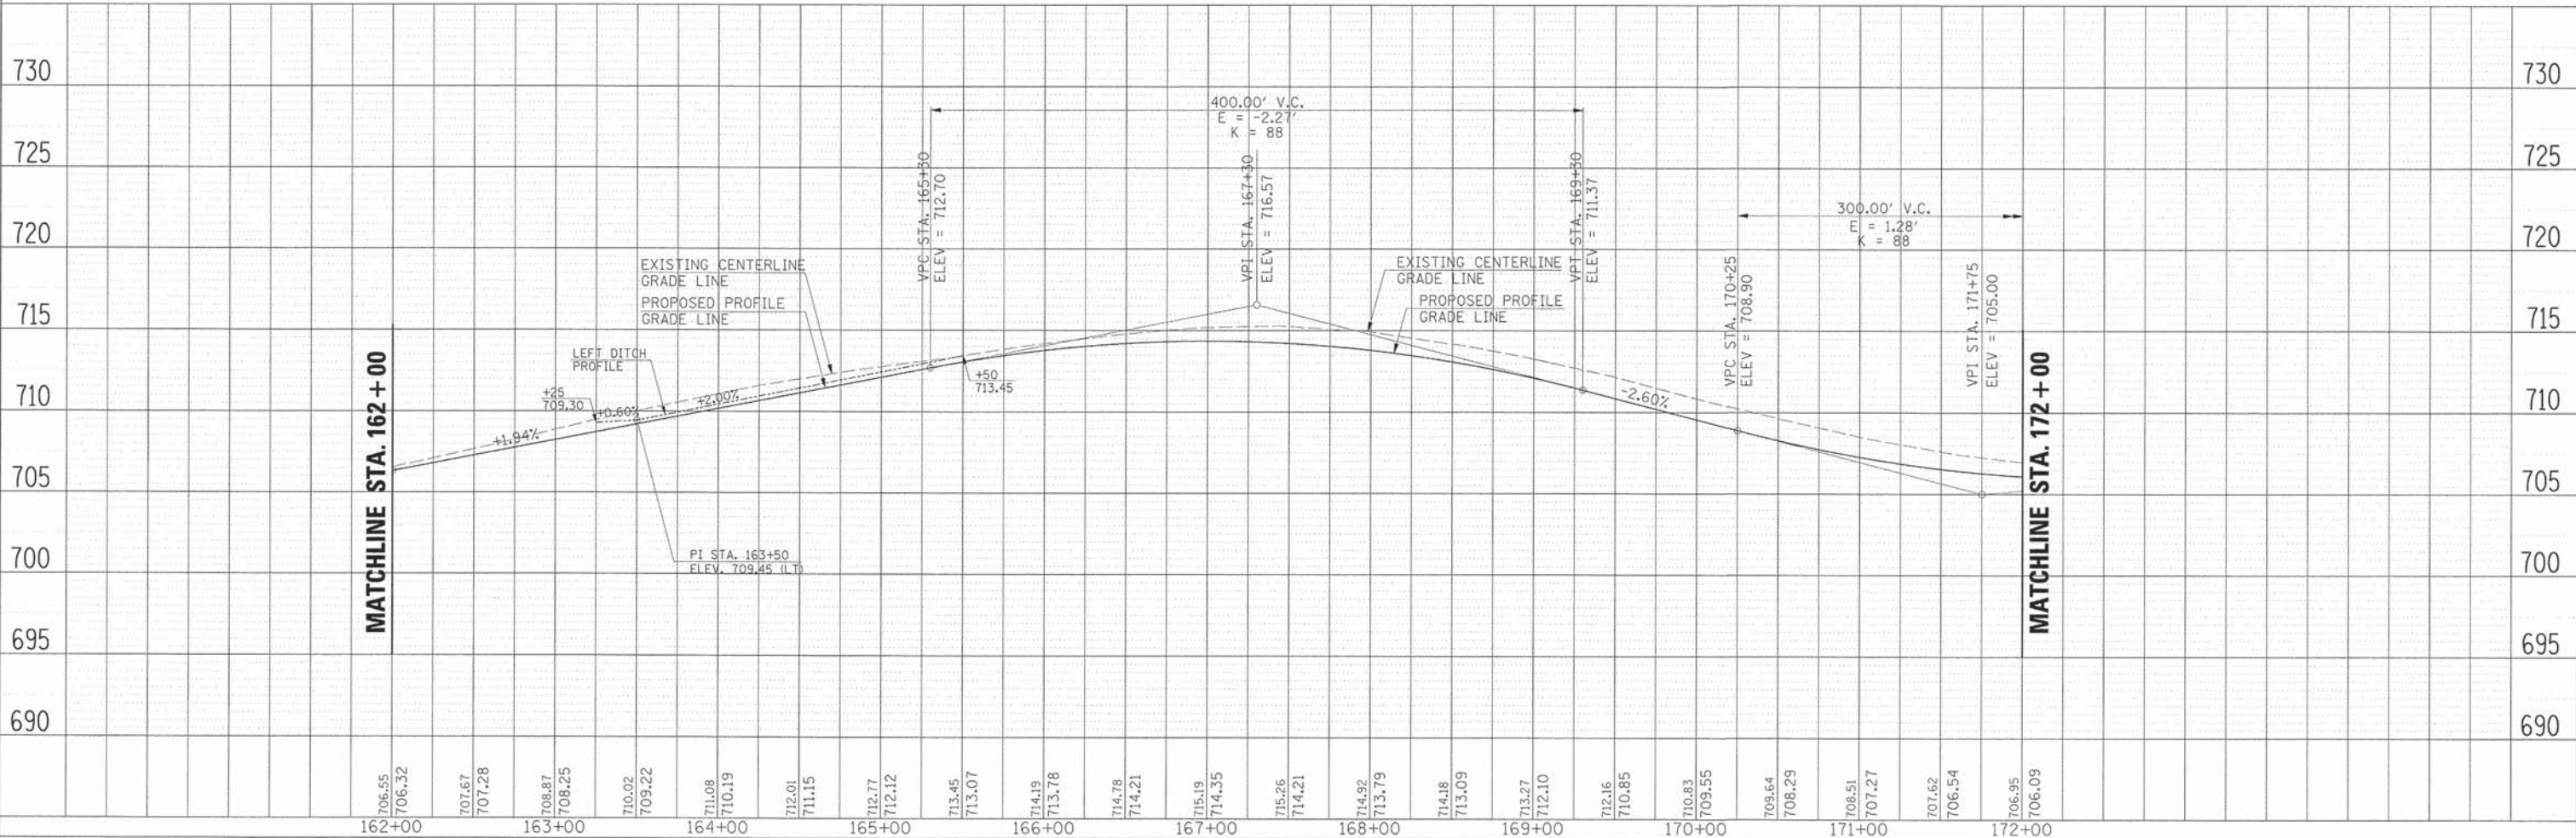 730
725
720
715
710
705
700
695
690
730
725
720
715
710
705
700
695
690
MATCHLINE STA. 162+00
+1.94%
+25
709.30
LEFT DITCH
PROFILE
+0.60%
+2.00%
EXISTING CENTERLINE
GRADE LINE
PROPOSED PROFILE
GRADE LINE
PI STA. 163+50
ELEV. 709.45 (LT)
VPC STA. 165+30
ELEV = 712.70
+50
713.45
400.00' V.C.
E = -2.27'
K = 88
VPI STA. 167+30
ELEV = 716.57
EXISTING CENTERLINE
GRADE LINE
PROPOSED PROFILE
GRADE LINE
VPT STA. 169+30
ELEV = 711.37
-2.60%
VPC STA. 170+25
ELEV = 708.90
300.00' V.C.
E = 1.28'
K = 88
VPI STA. 171+75
ELEV = 705.00
MATCHLINE STA. 172+00
706.55
706.32
707.67
707.28
708.87
708.25
710.02
709.22
711.08
710.19
712.01
711.15
712.77
712.12
713.45
713.07
714.19
713.78
714.78
714.21
715.19
714.35
715.26
714.21
714.92
713.79
714.18
713.09
713.27
712.10
712.16
710.85
710.83
709.55
709.64
708.29
708.51
707.27
707.62
706.54
706.95
706.09
162+00
163+00
164+00
165+00
166+00
167+00
168+00
169+00
170+00
171+00
172+00